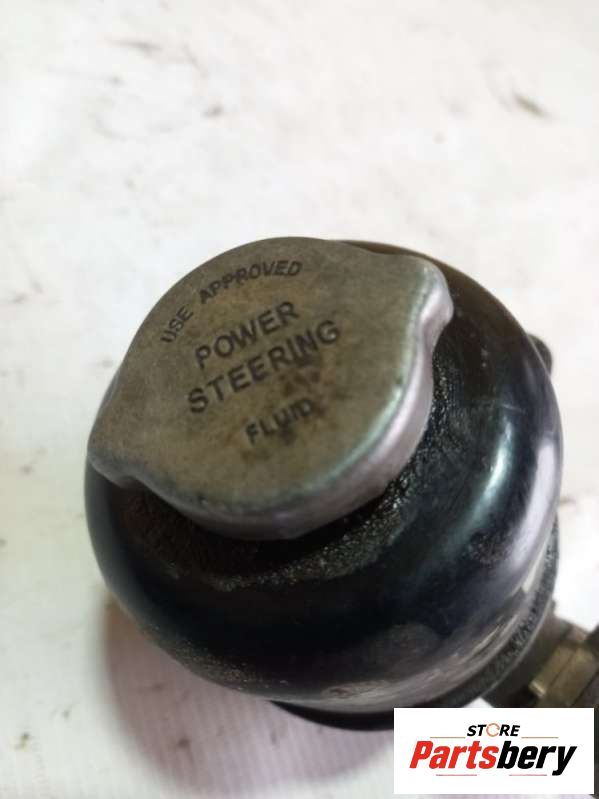 USE APPROVED
POWER
STEERING
FLUID
STORE
Partsbery